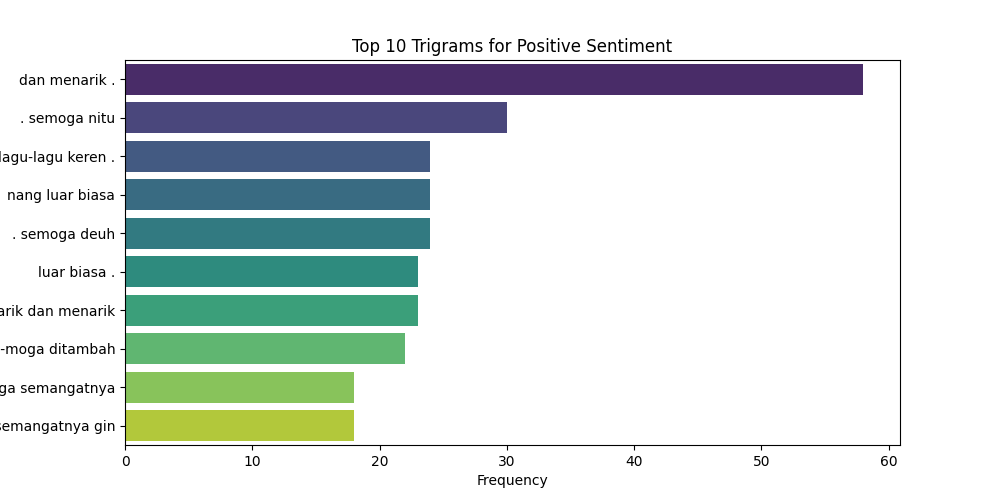 Top 10 Trigrams for Positive Sentiment
dan menarik .
. semoga nitu
lagu-lagu keren .
nang luar biasa
. semoga deuh
luar biasa .
arik dan menarik
-moga ditambah
ga semangatnya
semangatnya gin
0 10 20 30 40 50 60
Frequency